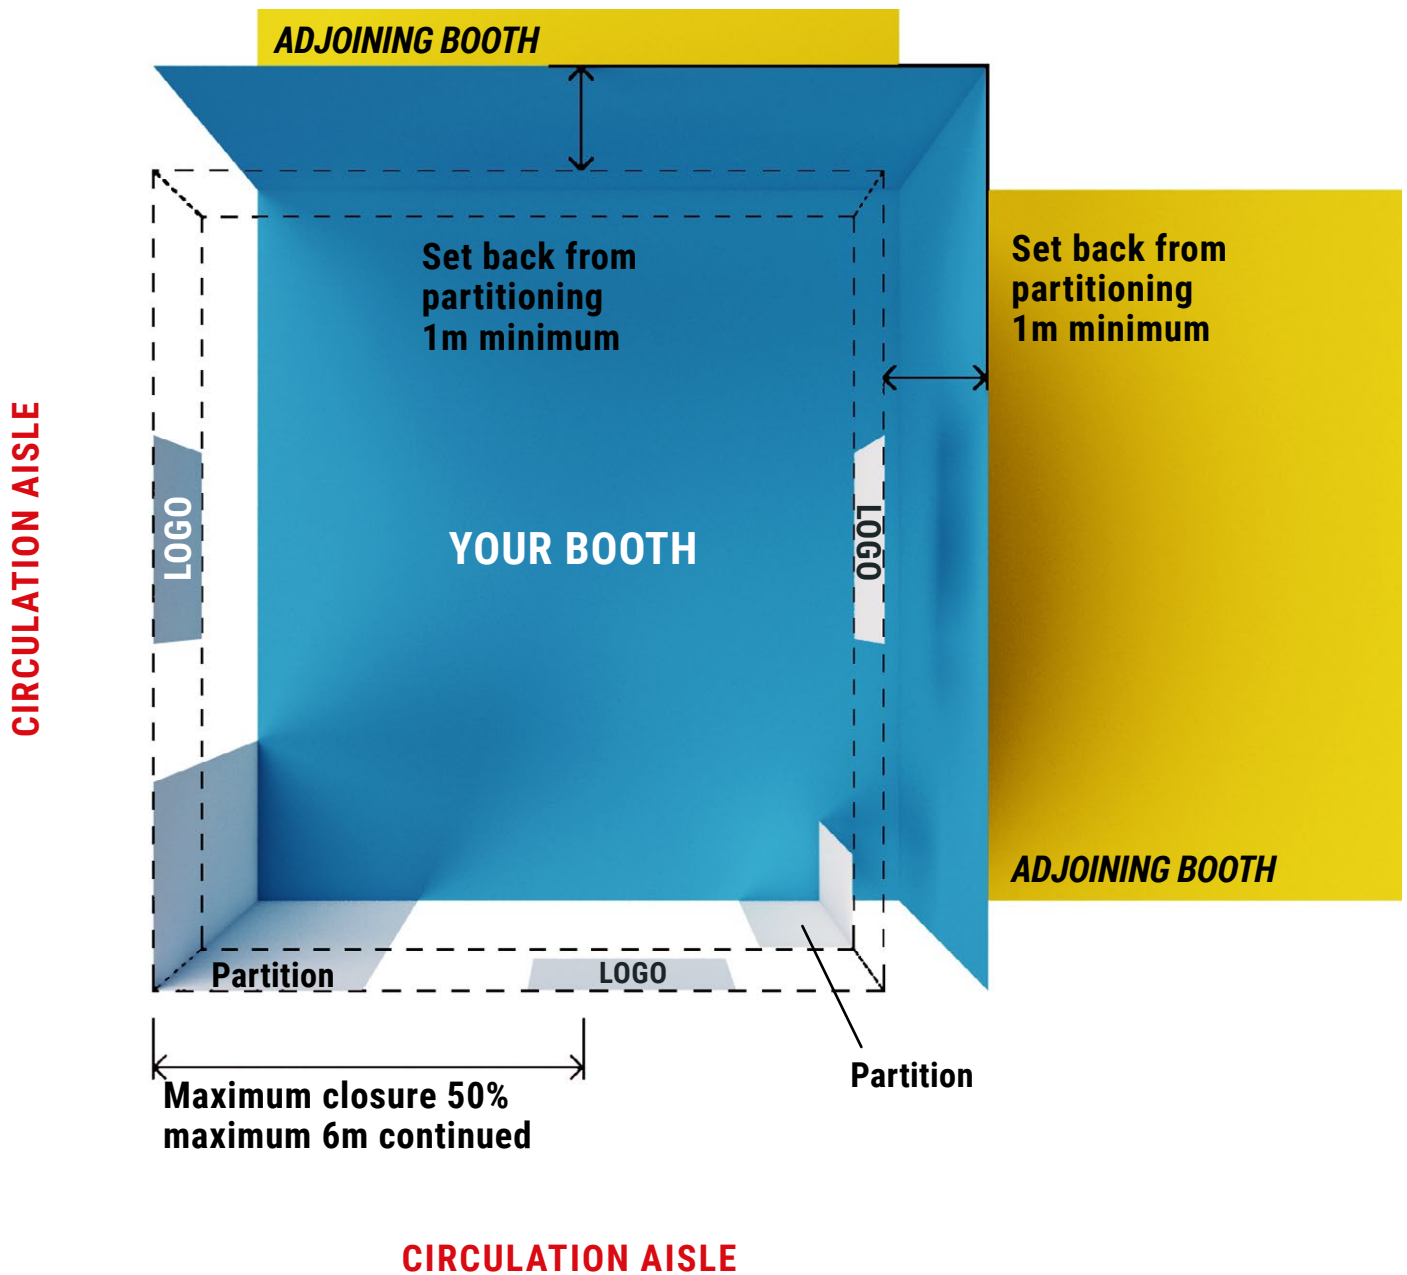 ADJOINING BOOTH
Set back from
partitioning
1m minimum
Set back from
partitioning
1m minimum
CIRCULATION AISLE
LOGO
YOUR BOOTH
LOGO
ADJOINING BOOTH
Partition
LOGO
Partition
Maximum closure 50%
maximum 6m continued
CIRCULATION AISLE